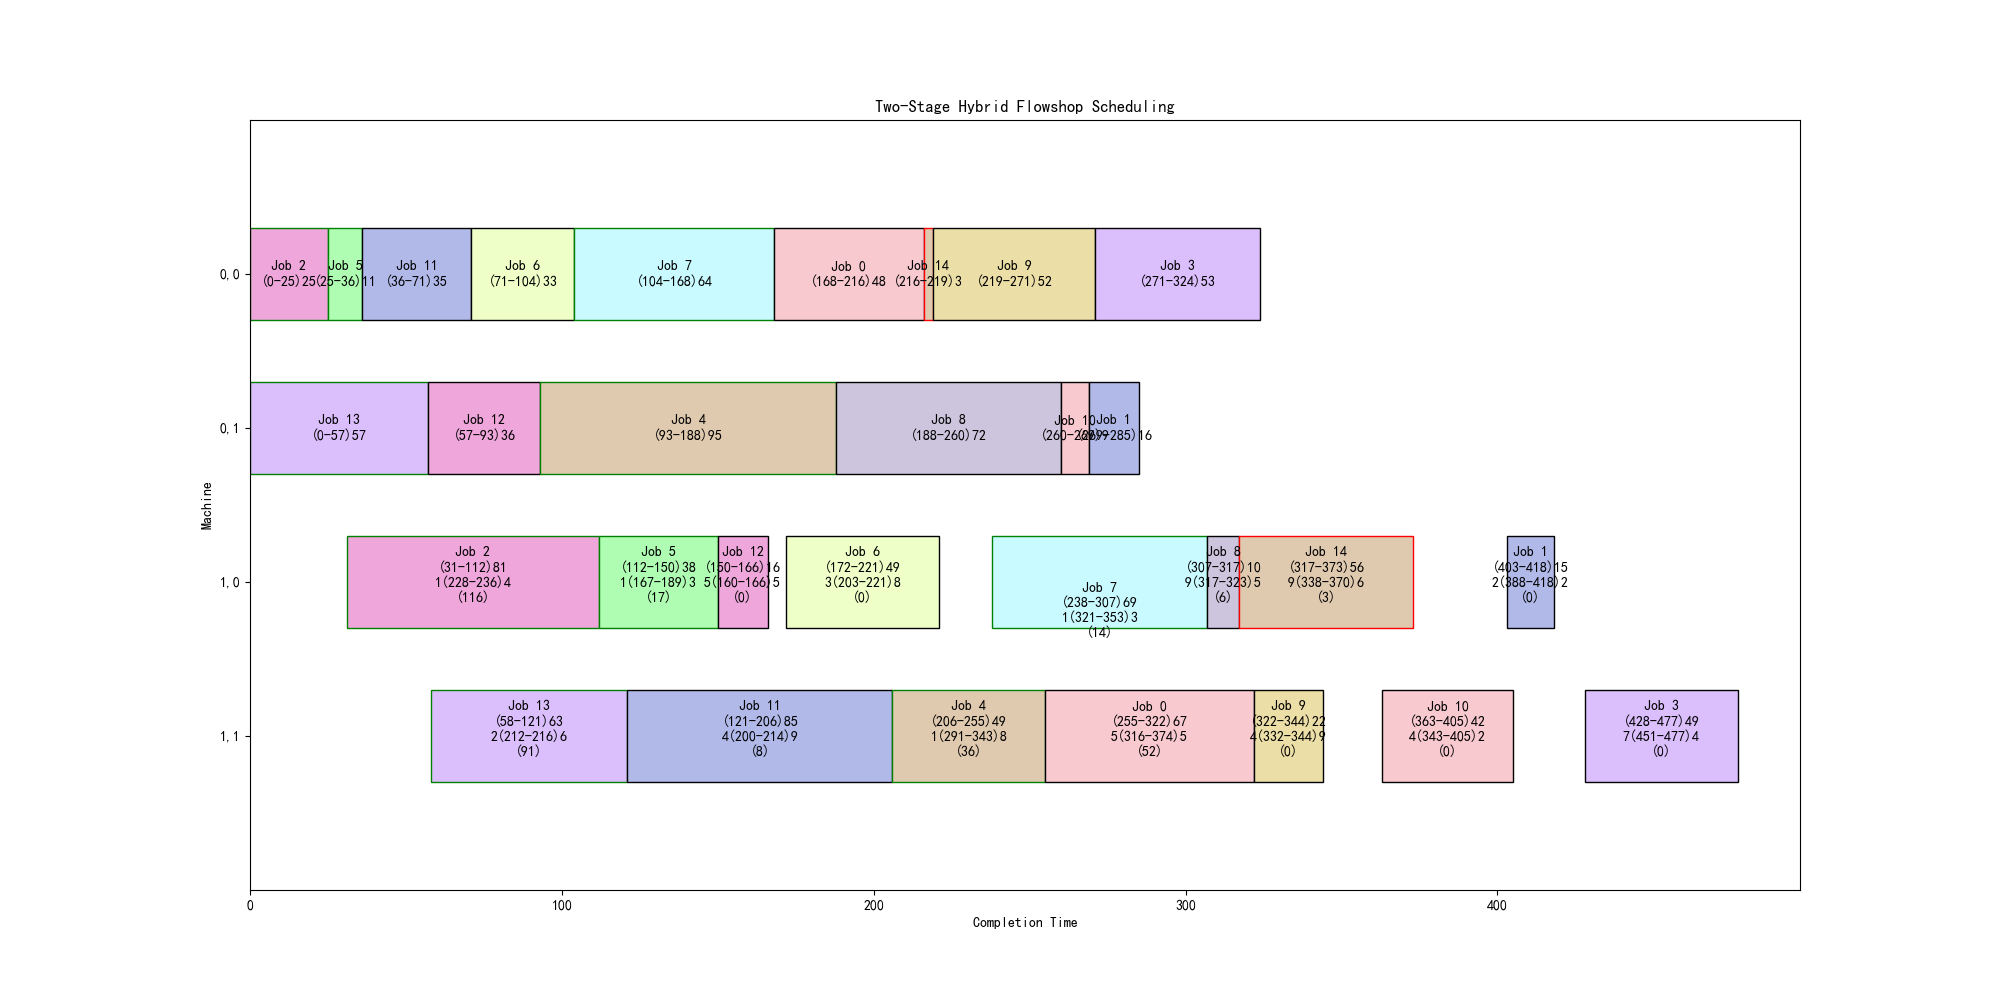 Two-Stage Hybrid Flowshop Scheduling
0,0
Job 2
(0-25)25
Job 5
(25-36)11
Job 11
(36-71)35
Job 6
(71-104)33
Job 7
(104-168)64
Job 0
(168-216)48
Job 14
(216-219)3
Job 9
(219-271)52
Job 3
(271-324)53
0,1
Job 13
(0-57)57
Job 12
(57-93)36
Job 4
(93-188)95
Job 8
(188-260)72
Job 10
Job 1
(269-285)16
Machine
1,0
Job 2
(31-112)81
1(228-236)4
(116)
Job 5
(112-150)38
1(167-189)3
(17)
Job 12
(150-166)16
5(160-166)5
(0)
Job 6
(172-221)49
3(203-221)8
(0)
Job 7
(238-307)69
1(321-353)3
(14)
Job 8
(307-317)10
9(317-323)5
(6)
Job 14
(317-373)56
9(338-370)6
(3)
Job 1
(403-418)15
2(388-418)2
(0)
1,1
Job 13
(58-121)63
2(212-216)6
(91)
Job 11
(121-206)85
4(200-214)9
(8)
Job 4
(206-255)49
1(291-343)8
(36)
Job 0
(255-322)67
5(316-374)5
(52)
Job 9
(322-344)22
4(332-344)9
(0)
Job 10
(363-405)42
4(343-405)2
(0)
Job 3
(428-477)49
7(451-477)4
(0)
0
100
200
300
400
Completion Time